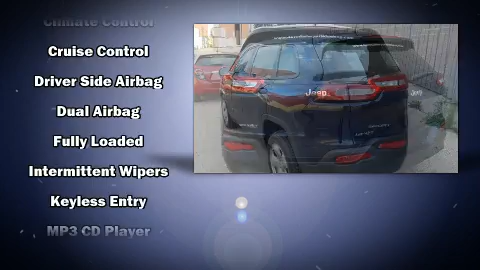 Climate Control
Cruise Control
Driver Side Airbag
Dual Airbag
Fully Loaded
Intermittent Wipers
Keyless Entry
MP3 CD Player
Jeep
Jeep